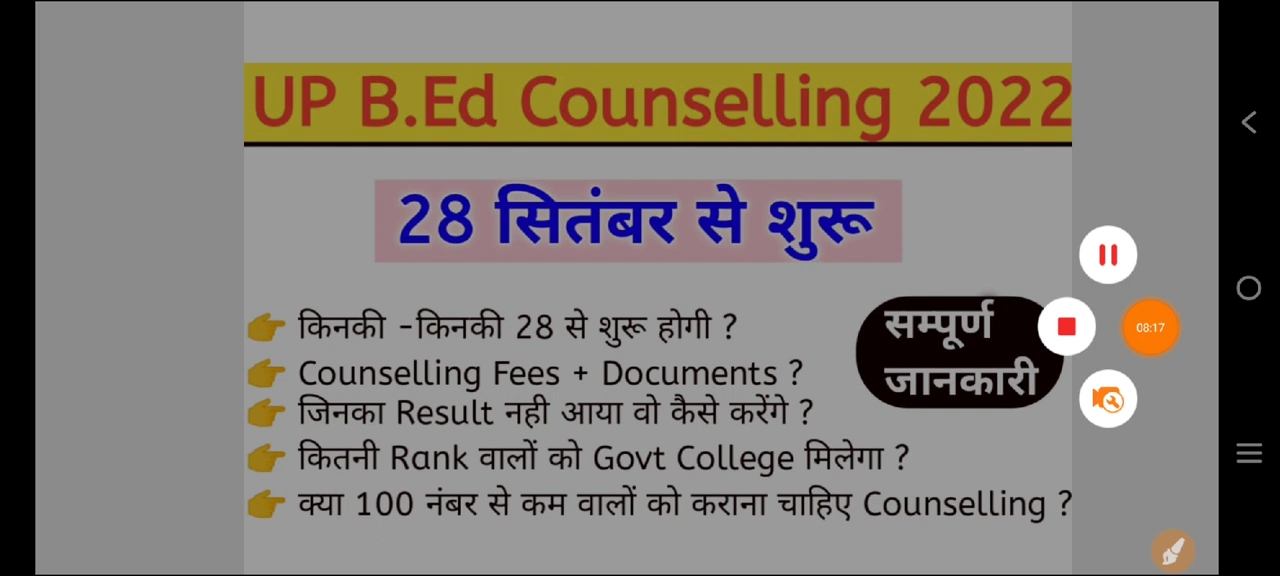 UP B.Ed Counselling 2022
28 सितंबर से शुरू
किनकी -किनकी 28 से शुरू होगी ?
सम्पूर्ण
जानकारी
08:17
Counselling Fees + Documents ?
जिनका Result नही आया वो कैसे करेंगे ?
कितनी Rank वालों को Govt College मिलेगा ?
क्या 100 नंबर से कम वालों को कराना चाहिए Counselling ?